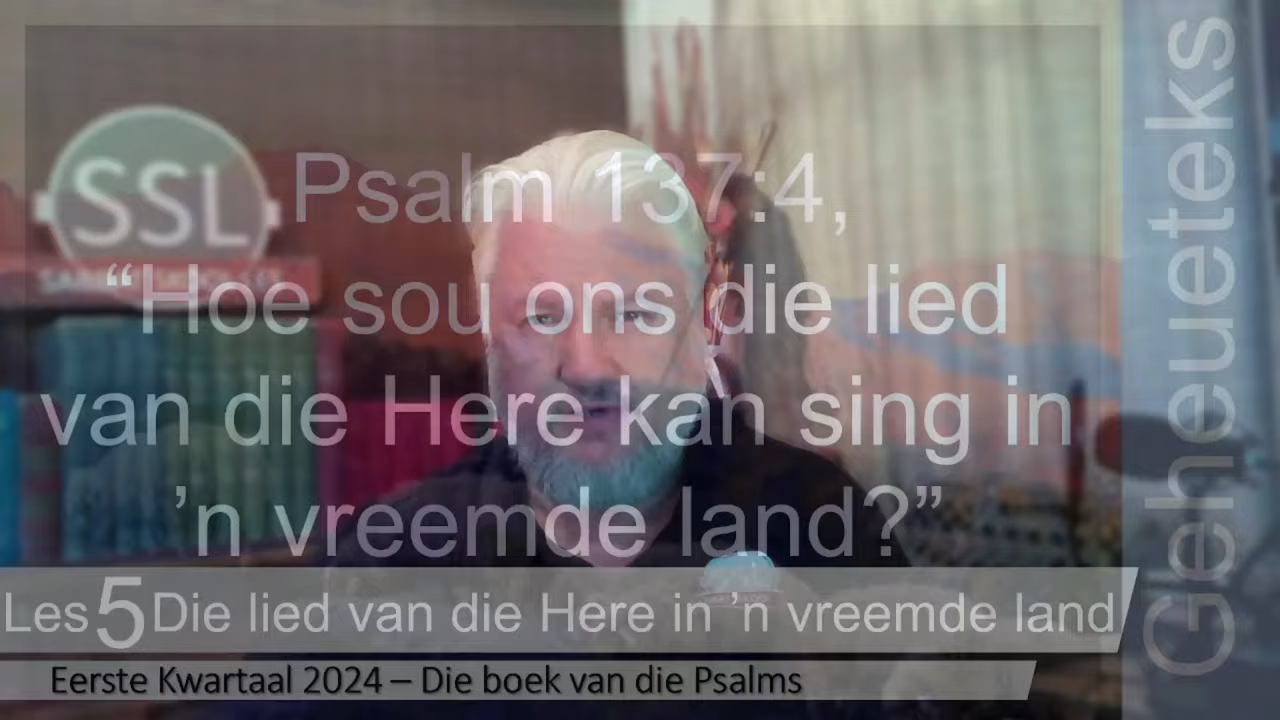 SSL
Psalm 137:4,
“Hoe sou ons die lied
van die Here kan sing in
’n vreemde land?”
Les 5 Die lied van die Here in ’n vreemde land
Eerste Kwartaal 2024 – Die boek van die Psalms
Geheueteks